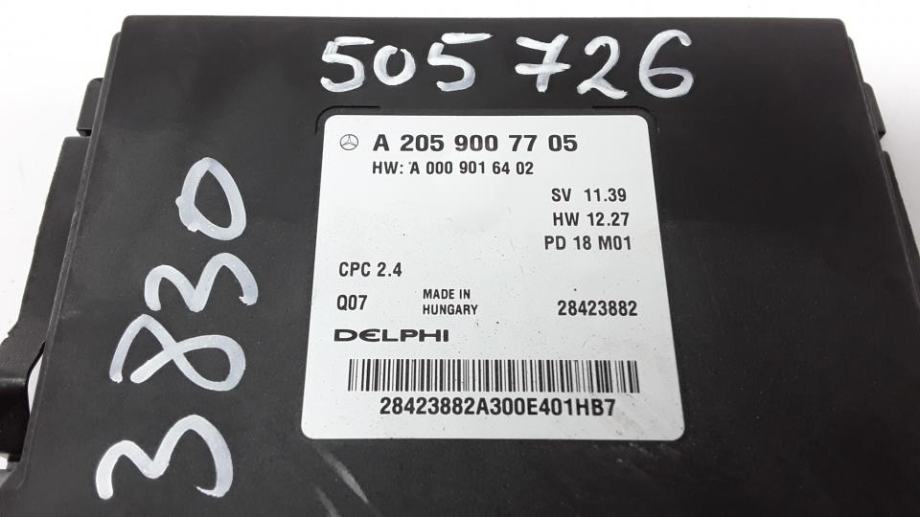 505726
A 205 900 77 05
HW: A 000 901 64 02
SV 11.39
HW 12.27
PD 18 M01
CPC 2.4
Q07
MADE IN
HUNGARY
28423882
DELPHI
28423882A300E401HB7
3830